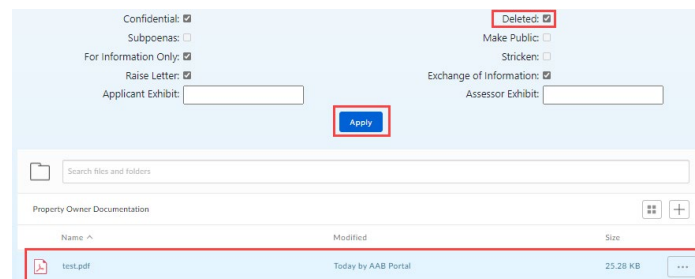 Confidential: Deleted:
Subpoenas: Make Public:
For Information Only: Stricken:
Raise Letter: Exchange of Information:
Applicant Exhibit: Assessor Exhibit:
Apply
Search files and folders
Property Owner Documentation
Name Modified Size
test.pdf Today by AAB Portal 25.28 KB